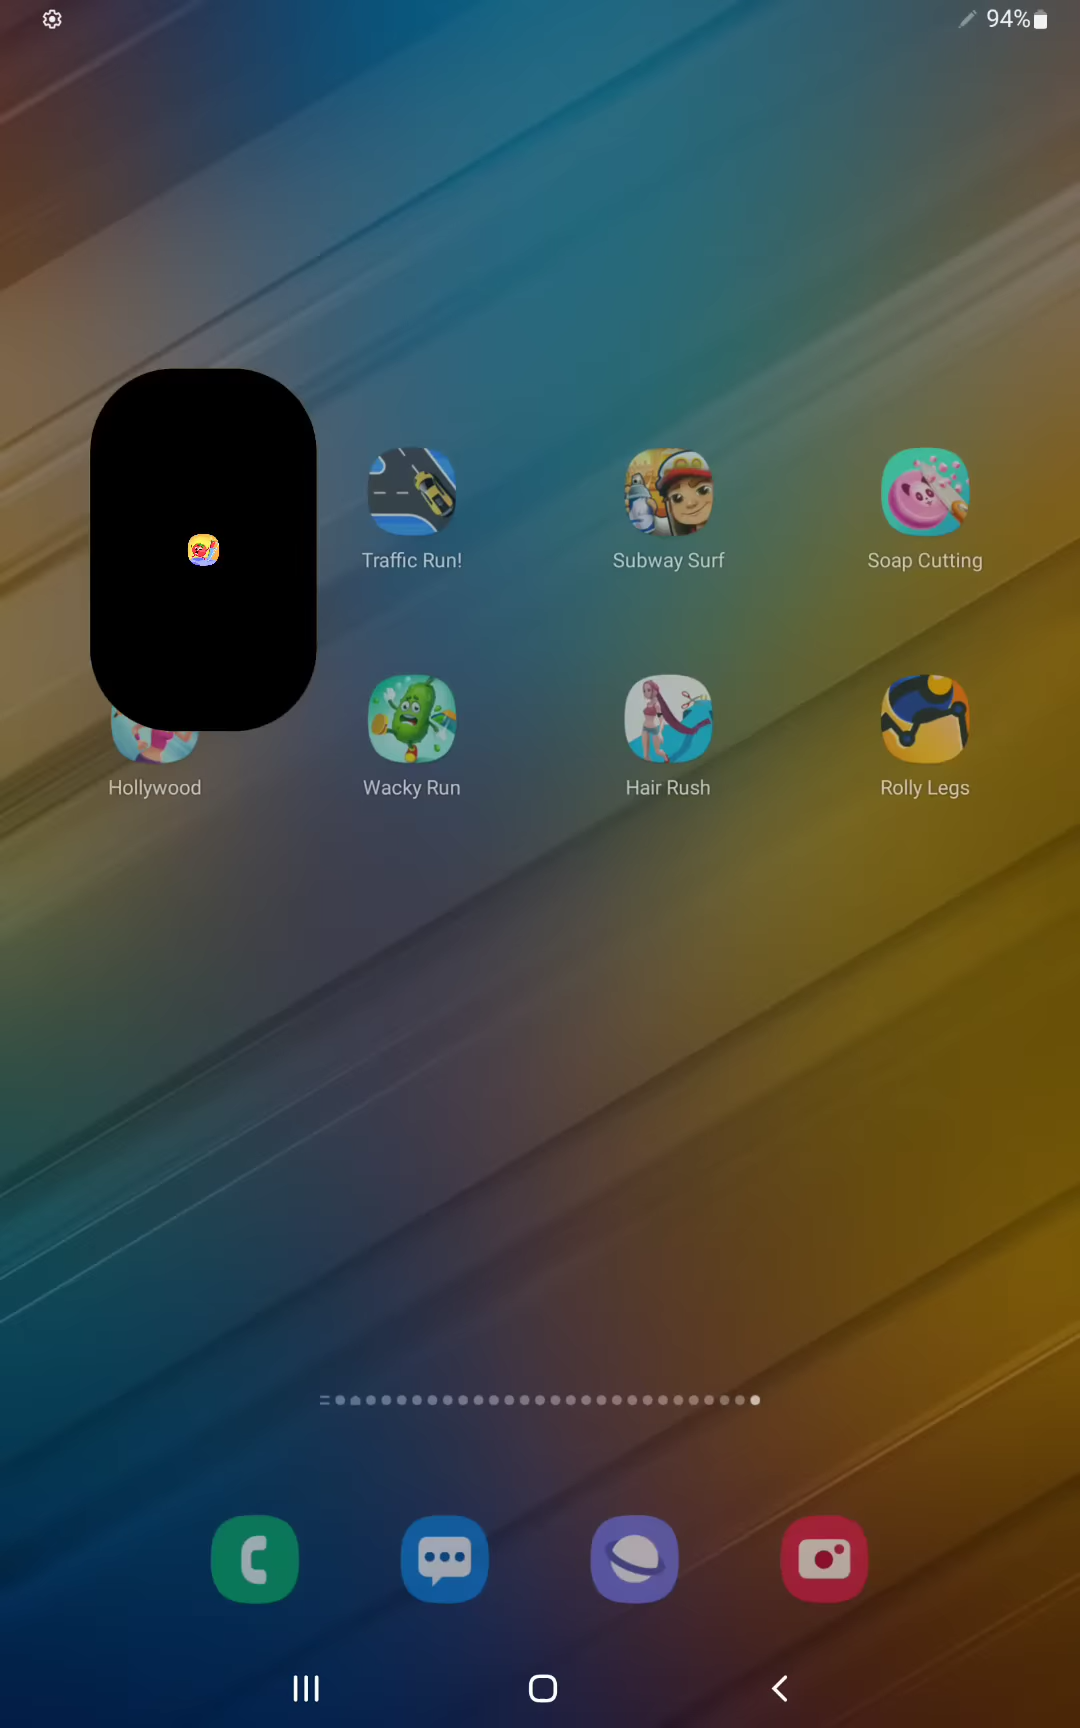 94%
Traffic Run!
Subway Surf
Soap Cutting
Hollywood
Wacky Run
Hair Rush
Rolly Legs